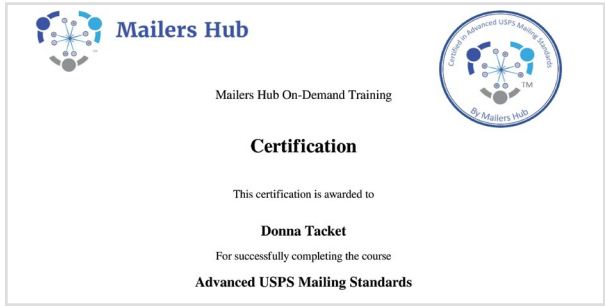 Mailers Hub
TM
Certified in Advanced USPS Mailing Standards
TM
By Mailers Hub
Mailers Hub On-Demand Training
Certification
This certification is awarded to
Donna Tacket
For successfully completing the course
Advanced USPS Mailing Standards